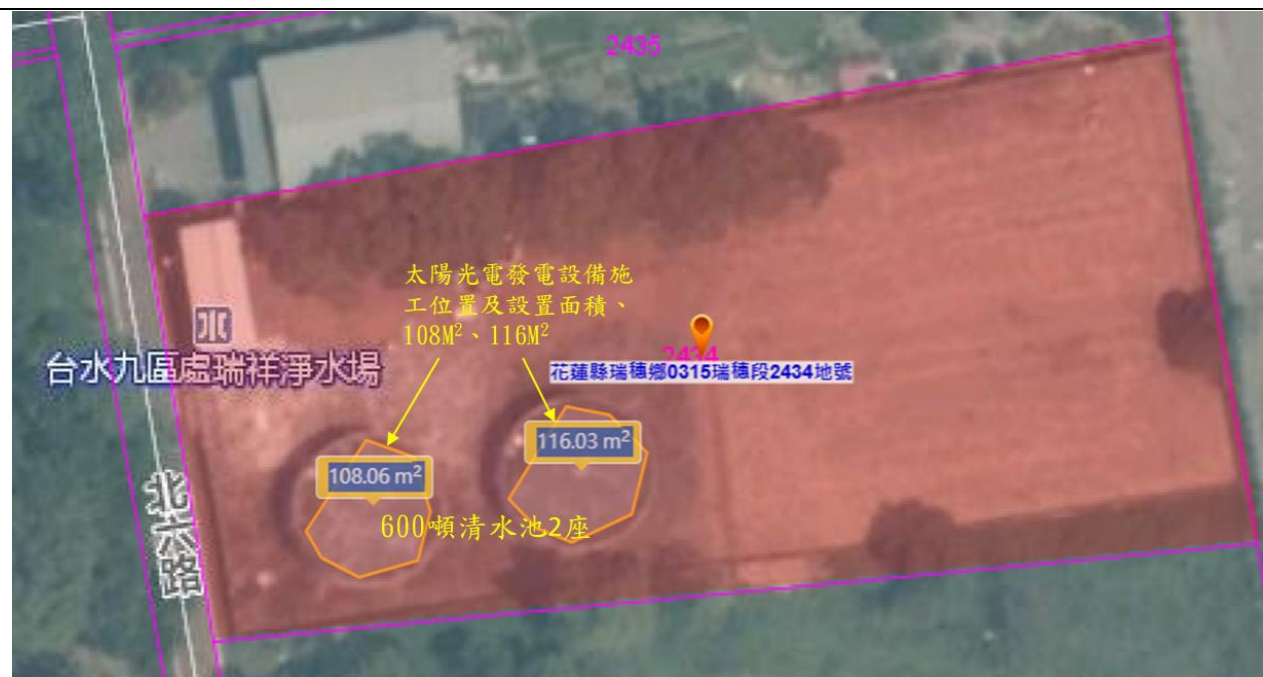 2435
太陽光電發電設備施
工位置及設置面積、
108M²、116M²
台水九區處瑞祥淨水場
2434
花蓮縣瑞穗鄉0315瑞穗段2434地號
116.03 m²
108.06 m²
600噸清水池2座
北六路